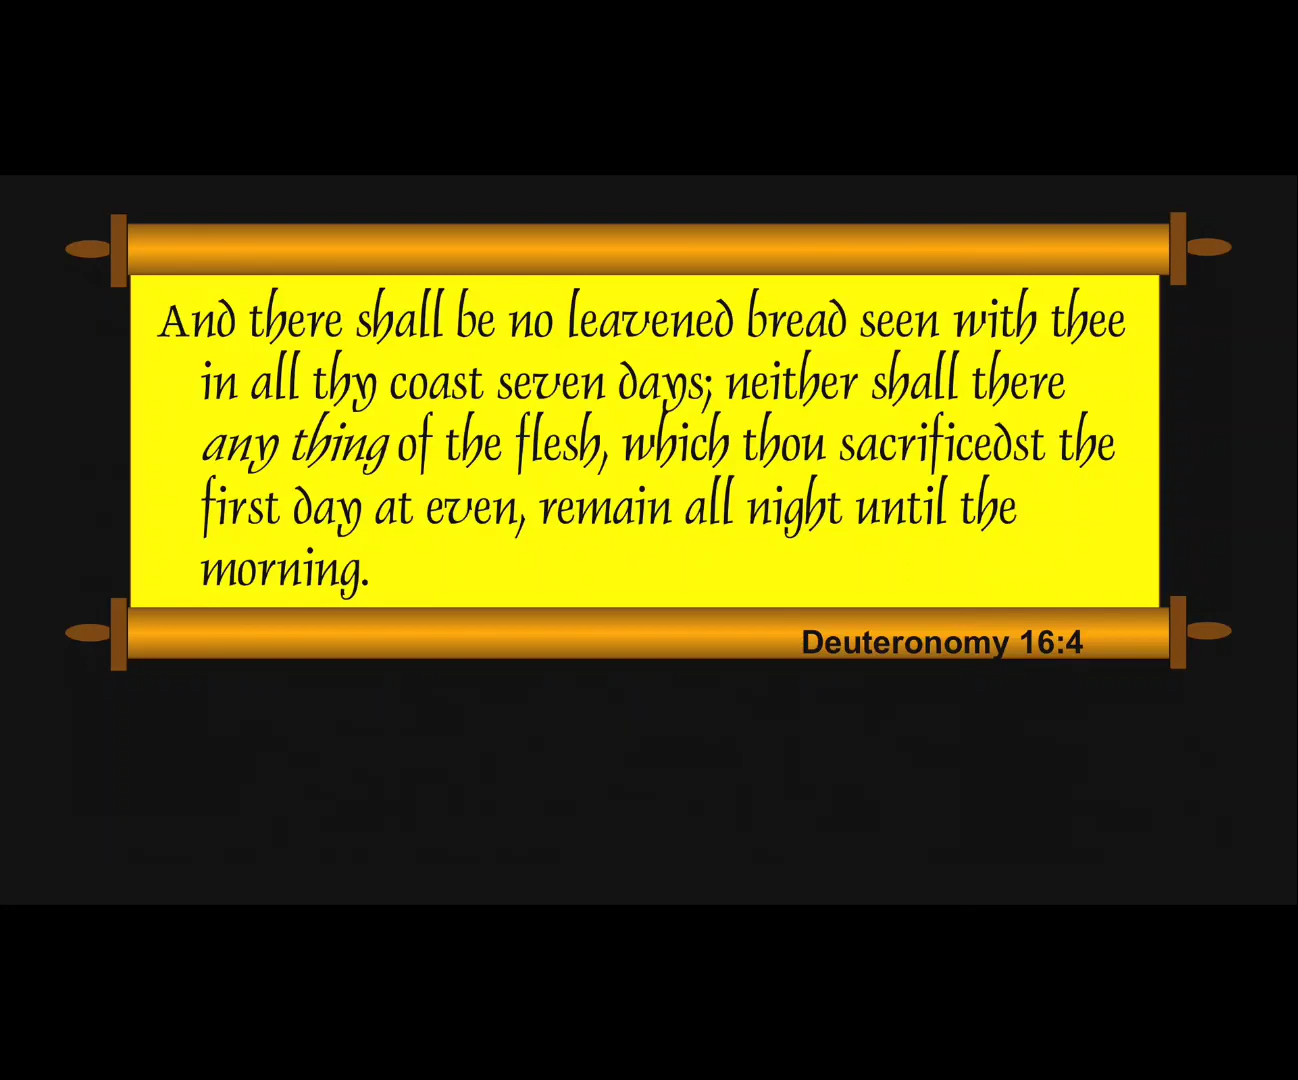 And there shall be no leavened bread seen with thee
in all thy coast seven days; neither shall there
any thing of the flesh, which thou sacrificedst the
first day at even, remain all night until the
morning.
Deuteronomy 16:4